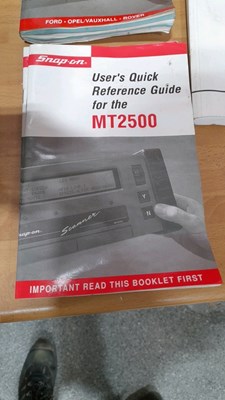 FORD - OPEL/VAUXHALL - ROVER
Snap-on
User's Quick
Reference Guide
for the
MT2500
Scanner
Y
N
IMPORTANT READ THIS BOOKLET FIRST